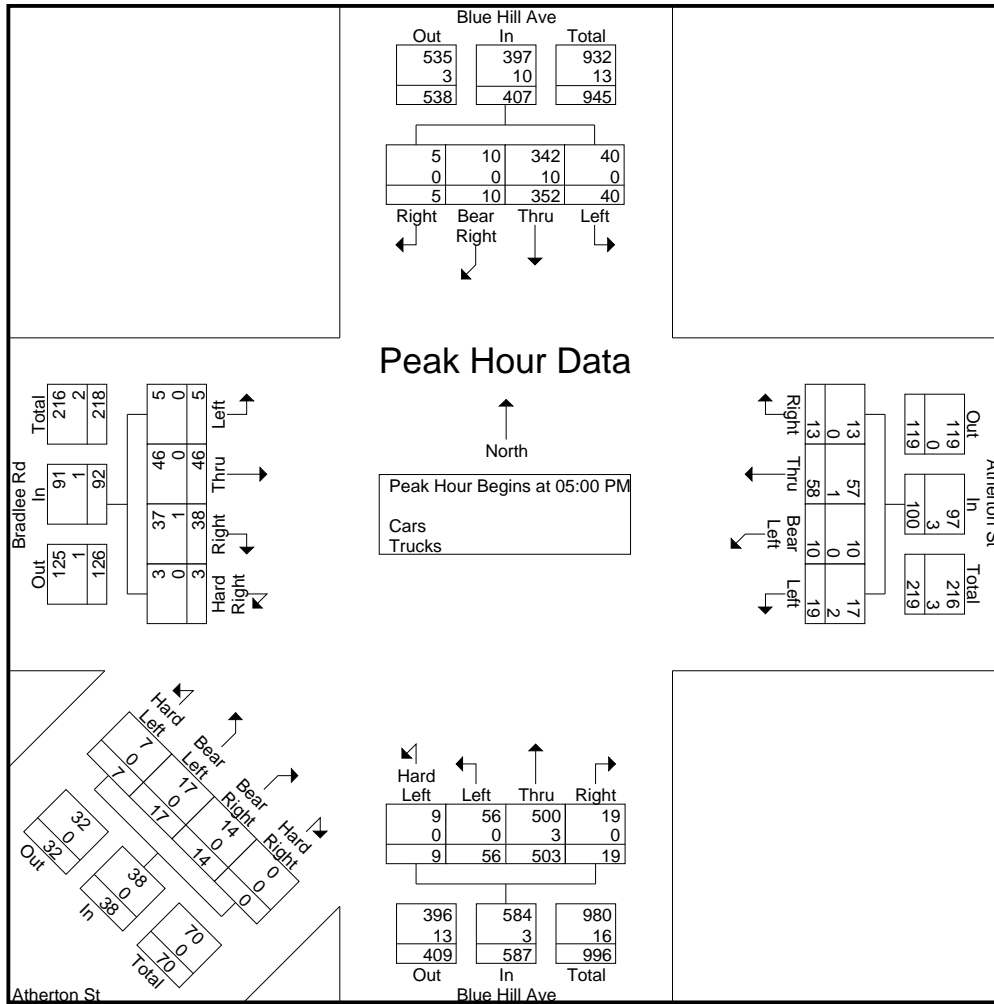 Blue Hill Ave
Out In Total
535 397 932
3 10 13
538 407 945
5 10 342 40
0 0 10 0
5 10 352 40
Right Bear Right Thru Left
Peak Hour Data
North
Peak Hour Begins at 05:00 PM
Cars
Trucks
Bradlee Rd
Total In Out
216 91 125
2 1 1
218 92 126
5 46 37 3
0 0 1 0
5 46 38 3
Left Thru Right Hard Right
Atherton St
Out In Total
119 97 216
0 3 3
119 100 219
13 57 10 17
0 1 0 2
13 58 10 19
Right Thru Bear Left Left
Hard Left Bear Left Bear Right Hard Right
7 17 14 0
0 0 0 0
7 17 14 0
32 38 70
0 0 0
32 38 70
Out In Total
Atherton St
Hard Left Left Thru Right
9 56 500 19
0 0 3 0
9 56 503 19
396 584 980
13 3 16
409 587 996
Out In Total
Blue Hill Ave